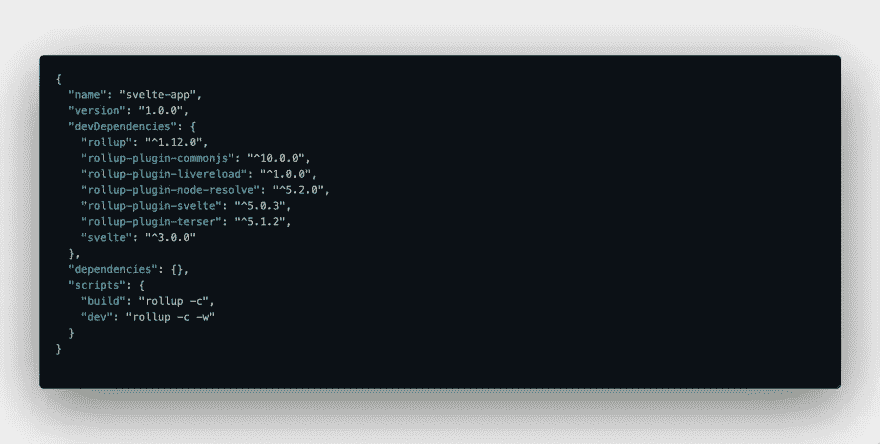 {
  "name": "svelte-app",
  "version": "1.0.0",
  "devDependencies": {
    "rollup": "^1.12.0",
    "rollup-plugin-commonjs": "^10.0.0",
    "rollup-plugin-livereload": "^1.0.0",
    "rollup-plugin-node-resolve": "^5.2.0",
    "rollup-plugin-svelte": "^5.0.3",
    "rollup-plugin-terser": "^5.1.2",
    "svelte": "^3.0.0"
  },
  "dependencies": {},
  "scripts": {
    "build": "rollup -c",
    "dev": "rollup -c -w"
  }
}